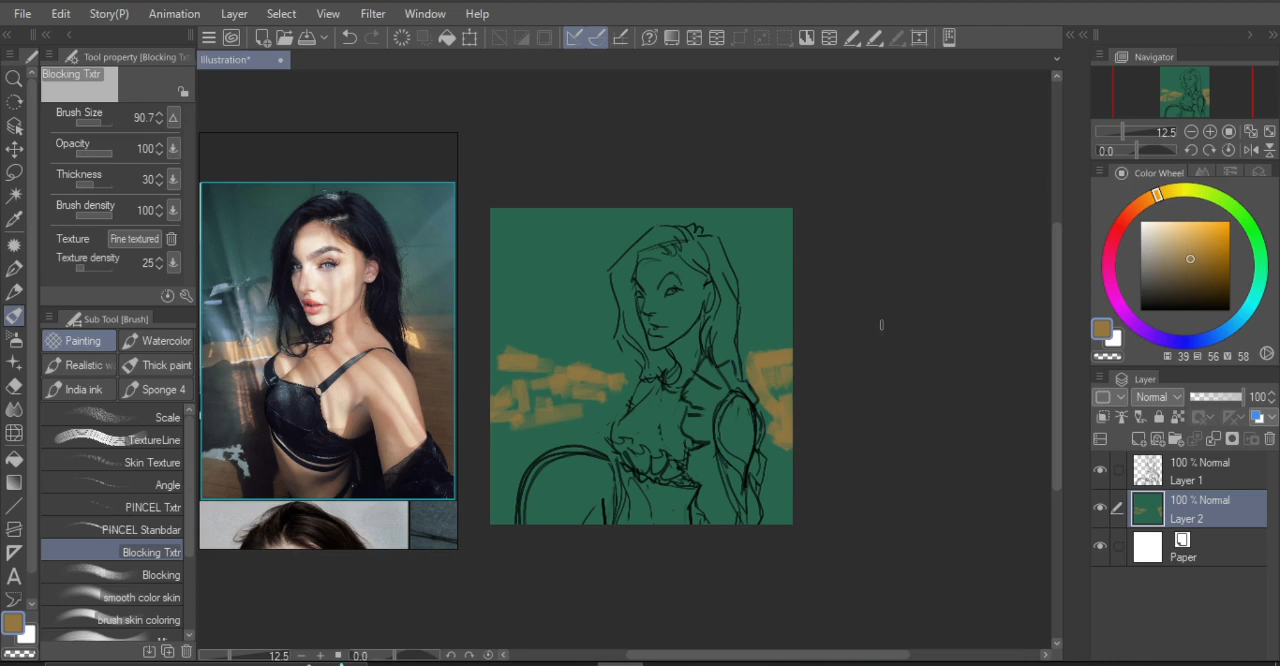 File Edit Story(P) Animation Layer Select View Filter Window Help
Tool property [Blocking Txt
Illustration*
Navigator
Blocking Txtr
Brush Size 90.7
Opacity 100
Thickness 30
Brush density 100
Texture Fine textured
Texture density 25
Sub Tool [Brush]
Painting Watercolor
Realistic w Thick paint
India ink Sponge 4
Scale
TextureLine
Skin Texture
Angle
PINCEL Txtr
PINCEL Stanbdar
Blocking Txtr
Blocking
smooth color skin
brush skin coloring
12.5 0.0
12.5
0.0
Color Wheel
H 39 S 56 V 58
Layer
Normal 100
100 % Normal
Layer 1
100 % Normal
Layer 2
Paper